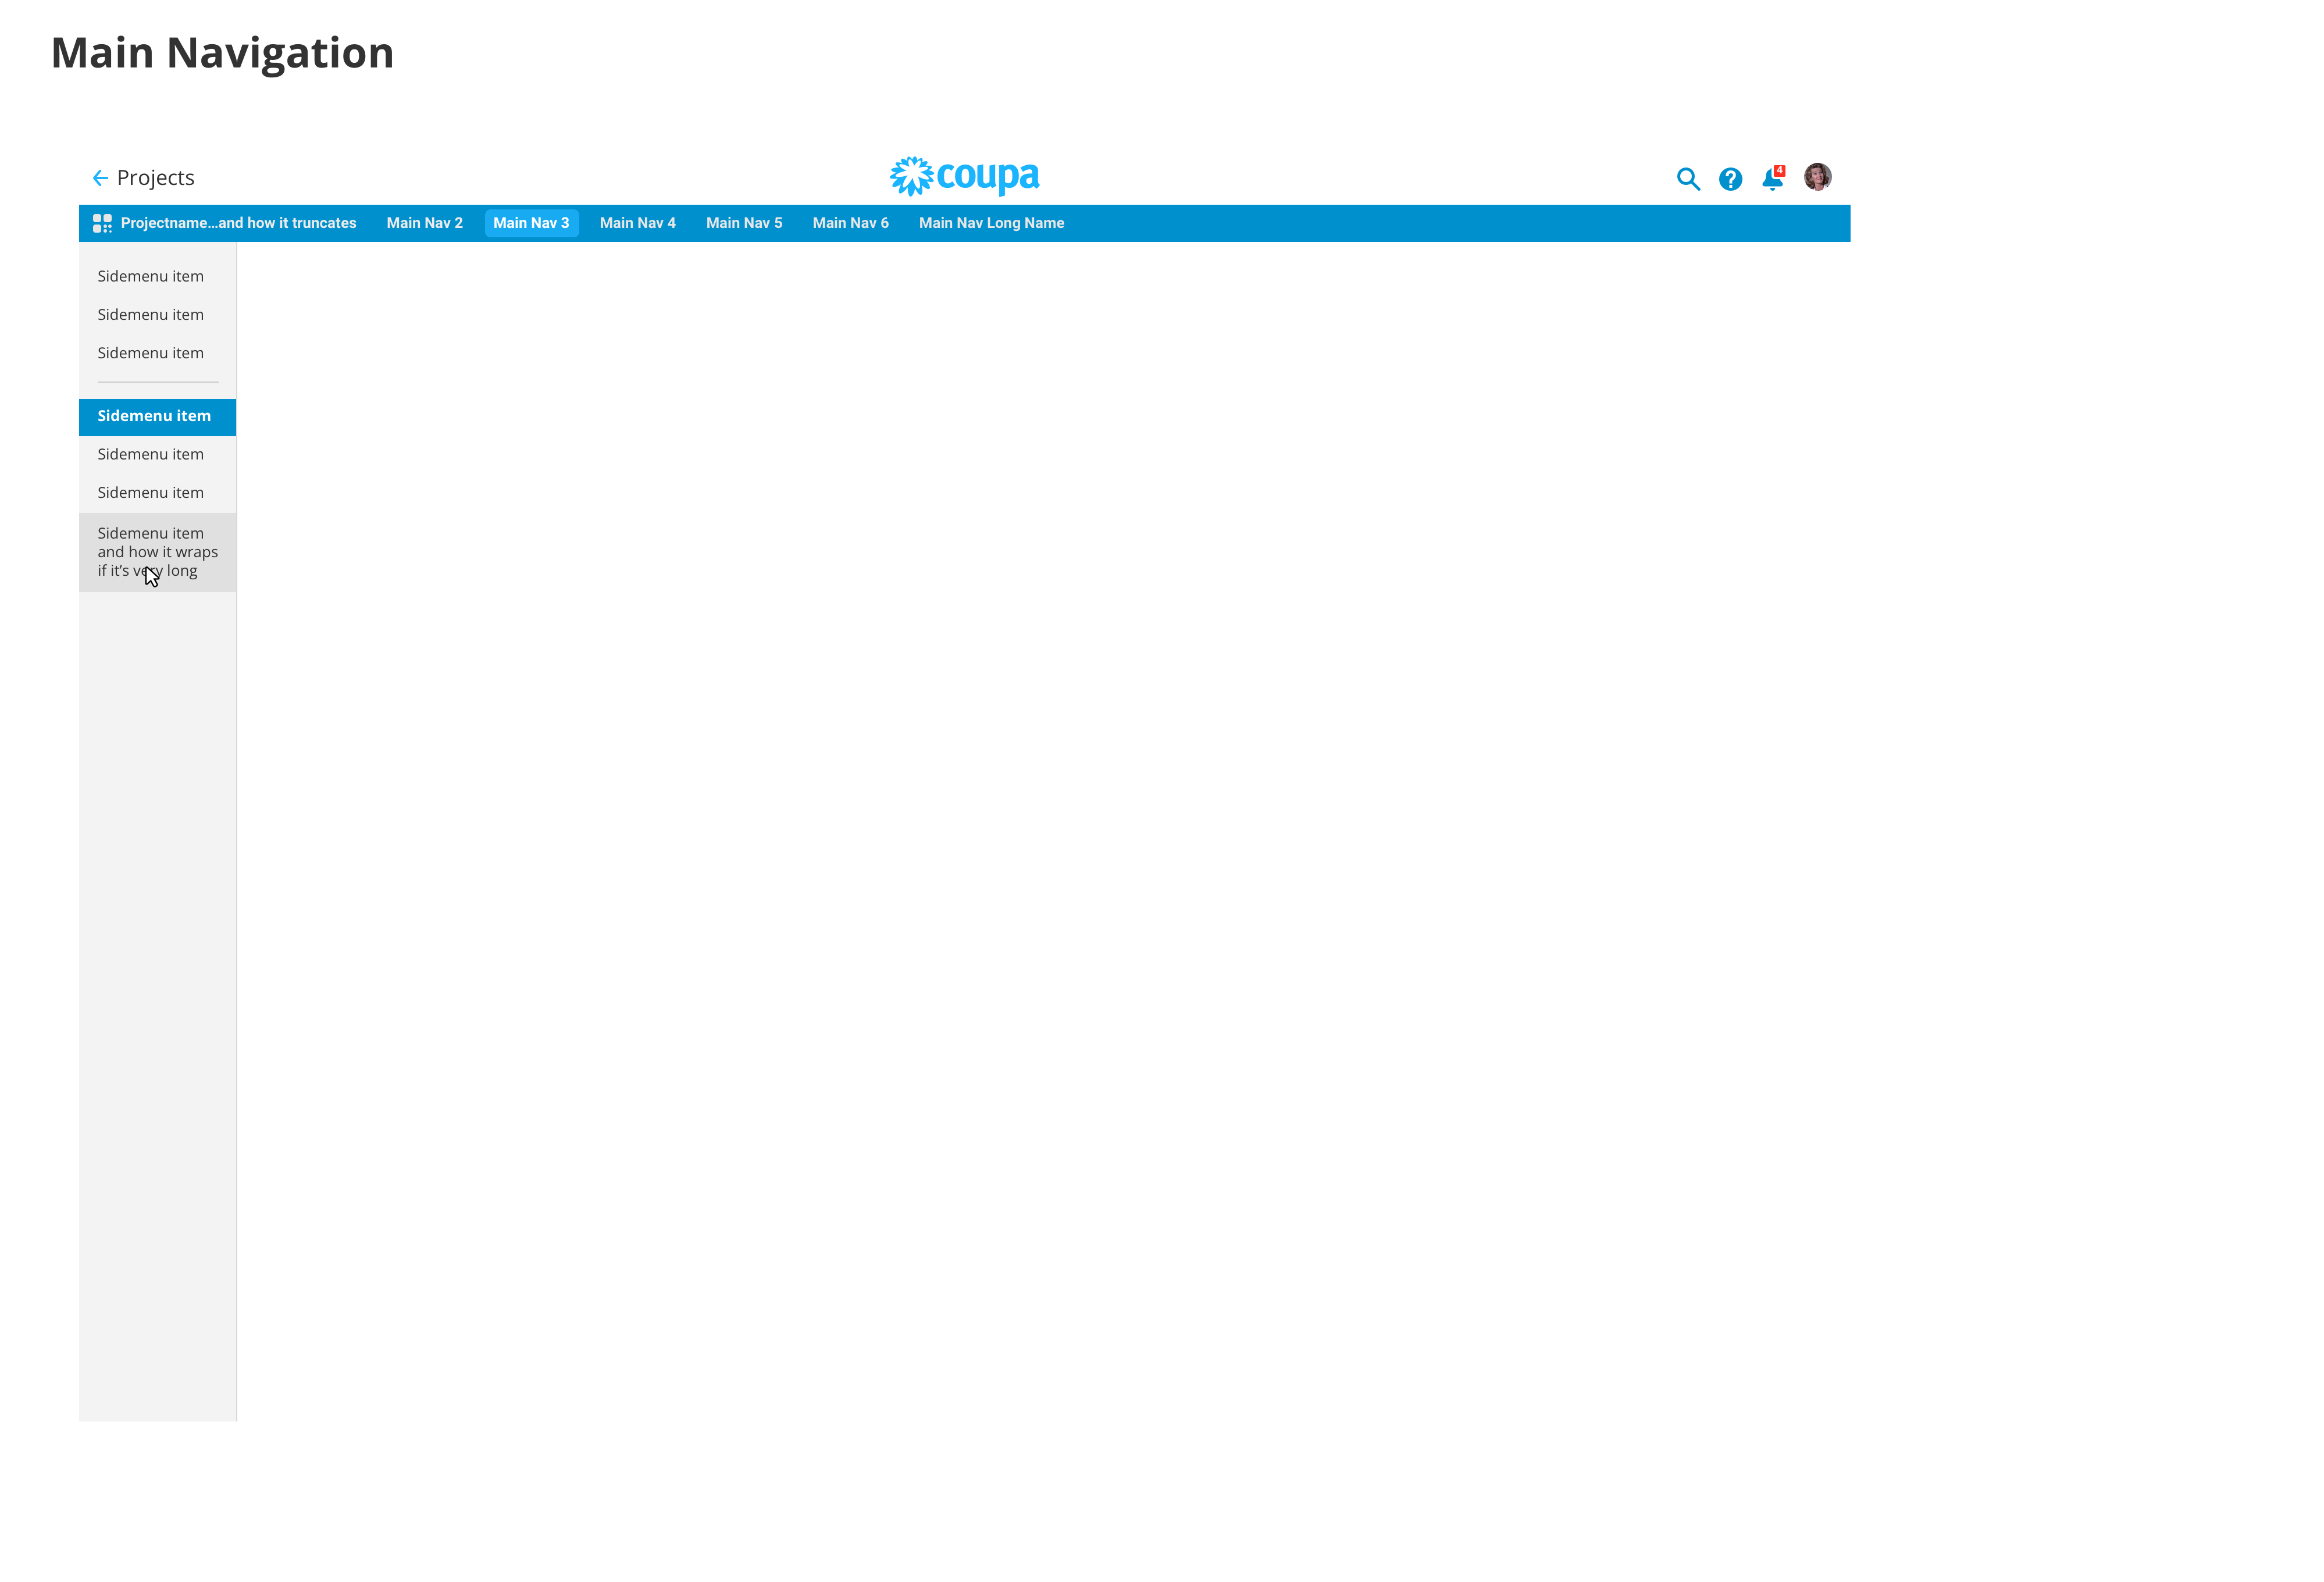 Main Navigation
Projects
coupa
4
Projectname...and how it truncates
Main Nav 2
Main Nav 3
Main Nav 4
Main Nav 5
Main Nav 6
Main Nav Long Name
Sidemenu item
Sidemenu item
Sidemenu item
Sidemenu item
Sidemenu item
Sidemenu item
Sidemenu item
and how it wraps
if it’s very long